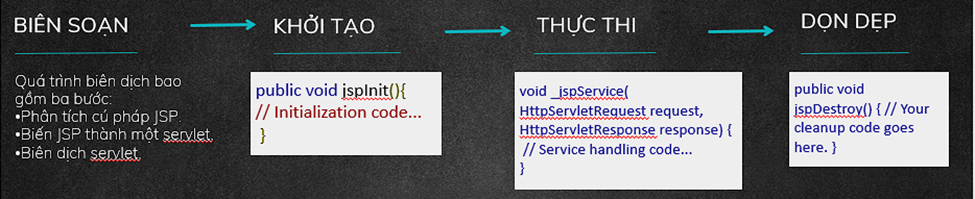 BIÊN SOẠN
Quá trình biên dịch bao
gồm ba bước:
•Phân tích cú pháp JSP.
•Biến JSP thành một servlet.
•Biên dịch servlet.
KHỞI TẠO
public void jspInit(){
// Initialization code...
}
THỰC THI
void _jspService(
HttpServletRequest request,
HttpServletResponse response) {
// Service handling code...
}
DỌN DẸP
public void
jspDestroy() { // Your
cleanup code goes
here. }